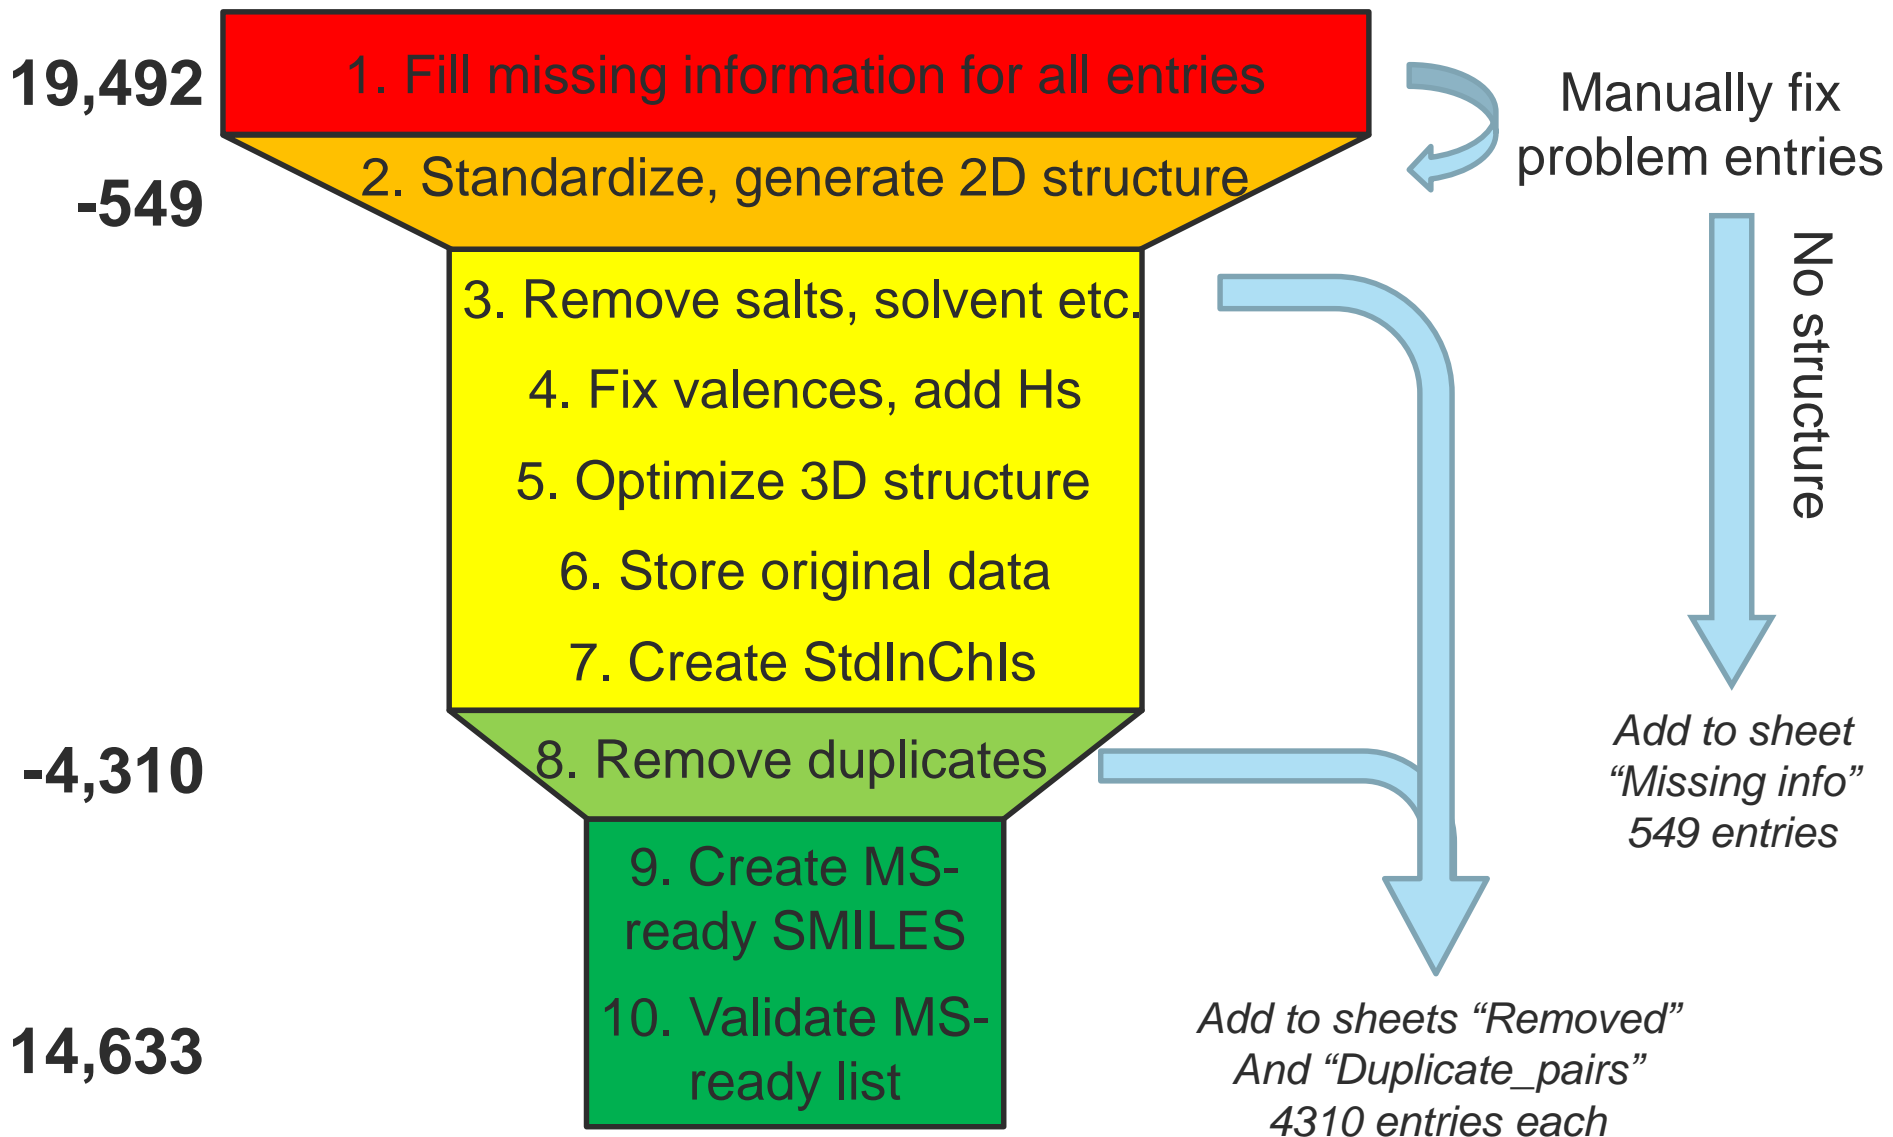 19,492
1. Fill missing information for all entries
Manually fix
problem entries
-549
2. Standardize, generate 2D structure
No structure
3. Remove salts, solvent etc.
4. Fix valences, add Hs
5. Optimize 3D structure
6. Store original data
7. Create StdInChIs
-4,310
8. Remove duplicates
Add to sheet
“Missing info”
549 entries
9. Create MS-
ready SMILES
14,633
10. Validate MS-
ready list
Add to sheets “Removed”
And “Duplicate_pairs”
4310 entries each